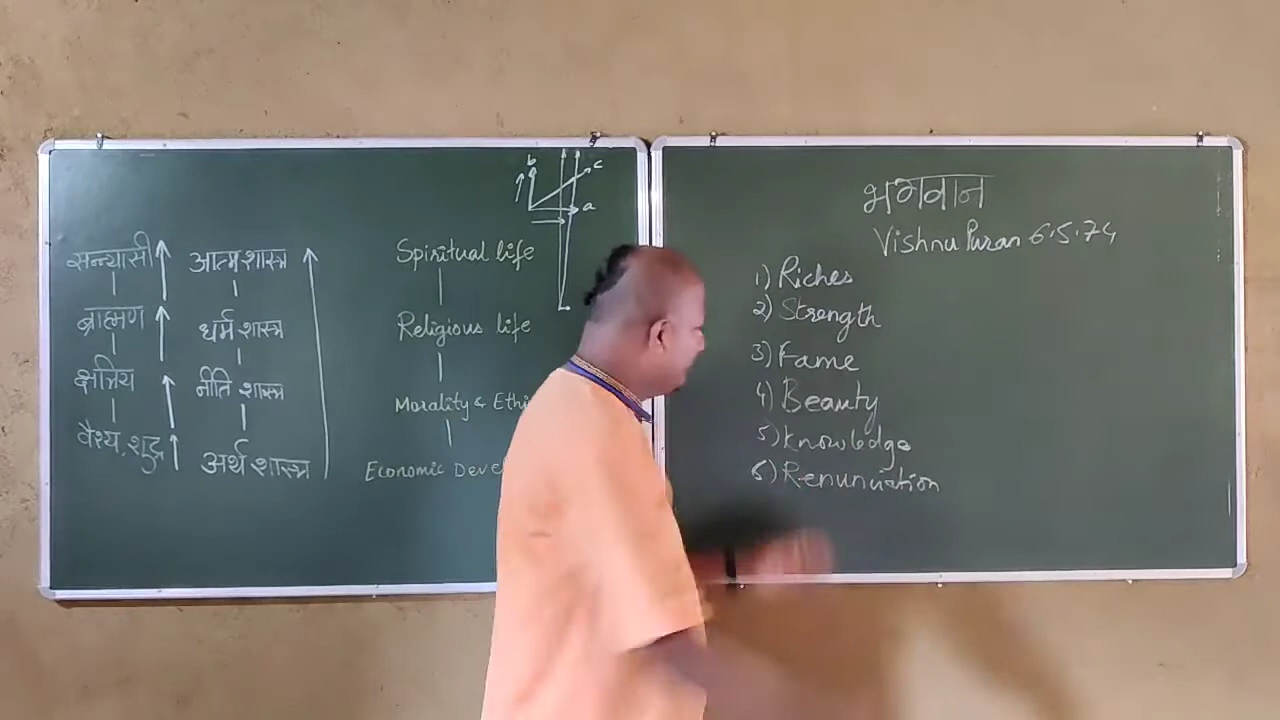 सन्न्यासी
ब्राह्मण
क्षत्रिय
वैश्य, शुद्र
आत्म शास्त्र
धर्म शास्त्र
नीति शास्त्र
अर्थ शास्त्र
Spiritual life
Religious life
Morality & Ethi
Economic Deve
b
c
a
भगवान
Vishnu Puran 6.5.74
1) Riches
2) Strength
3) Fame
4) Beauty
5) Knowledge
6) Renunciation